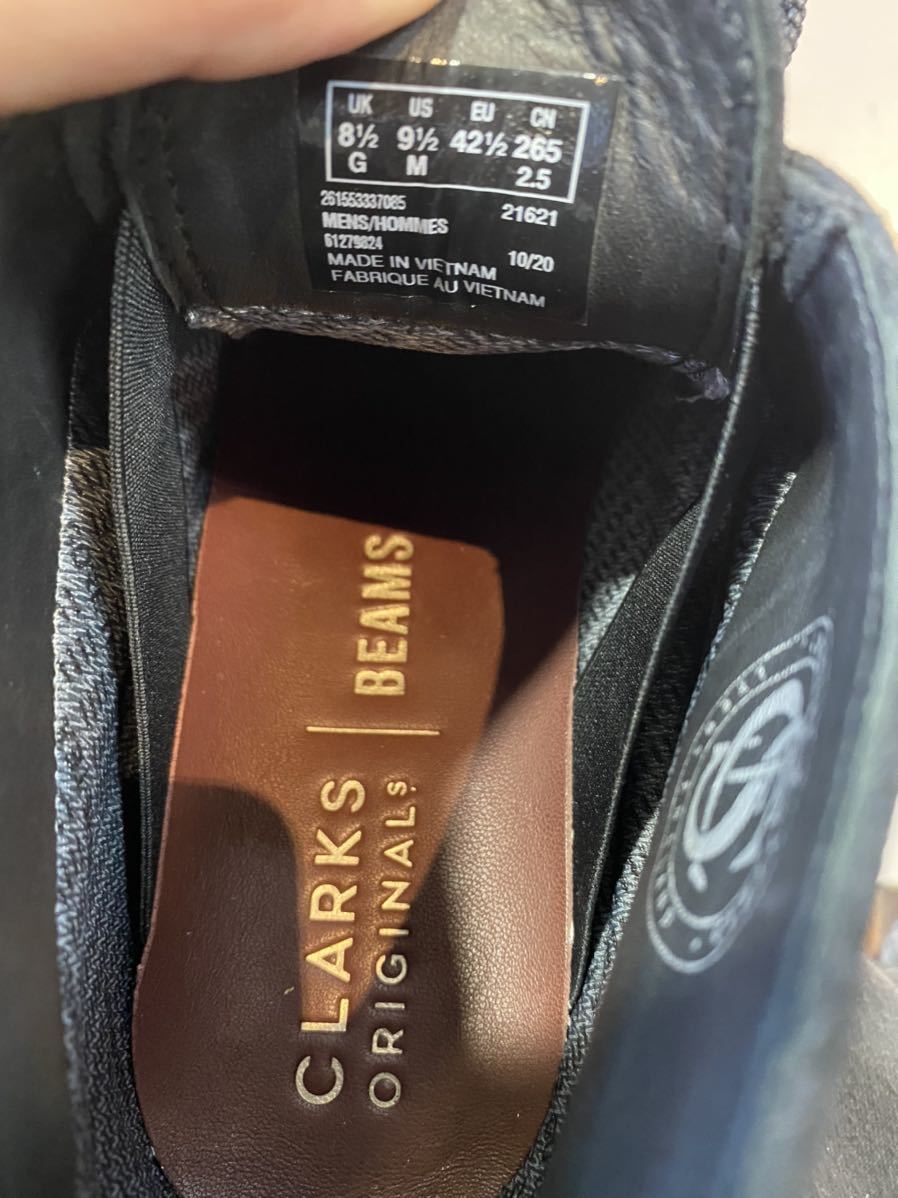 UK US EU CN
8½ 9½ 42½ 265
G M 2.5
261553337085 21621
MENS/HOMMES
61279824 10/20
MADE IN VIETNAM
FABRIQUE AU VIETNAM
CLARKS | BEAMS
ORIGINALS.